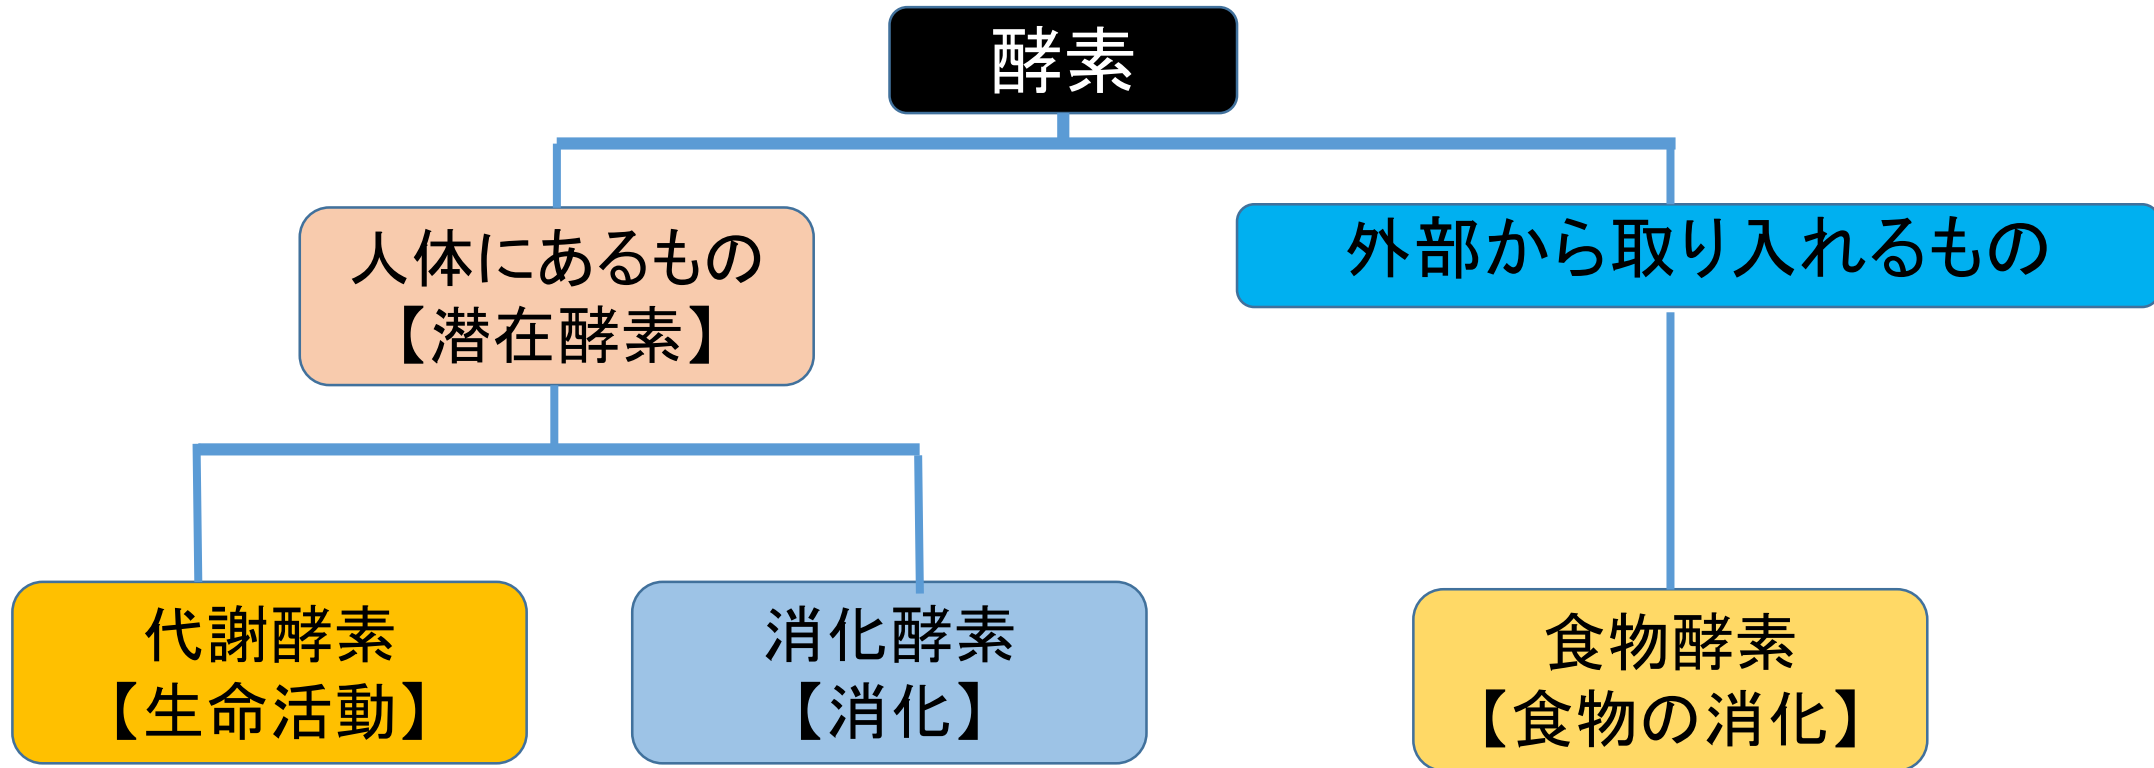 酵素
人体にあるもの
【潜在酵素】
外部から取り入れるもの
代謝酵素
【生命活動】
消化酵素
【消化】
食物酵素
【食物の消化】